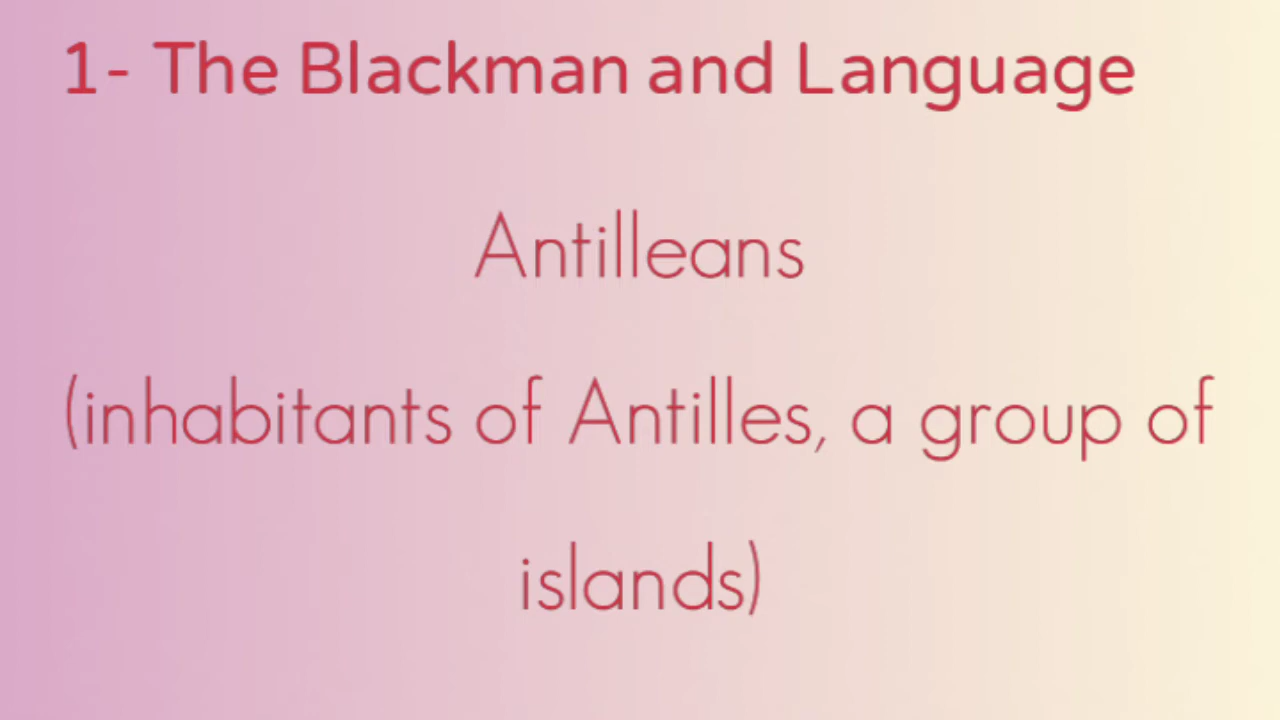 1- The Blackman and Language
Antilleans
(inhabitants of Antilles, a group of
islands)